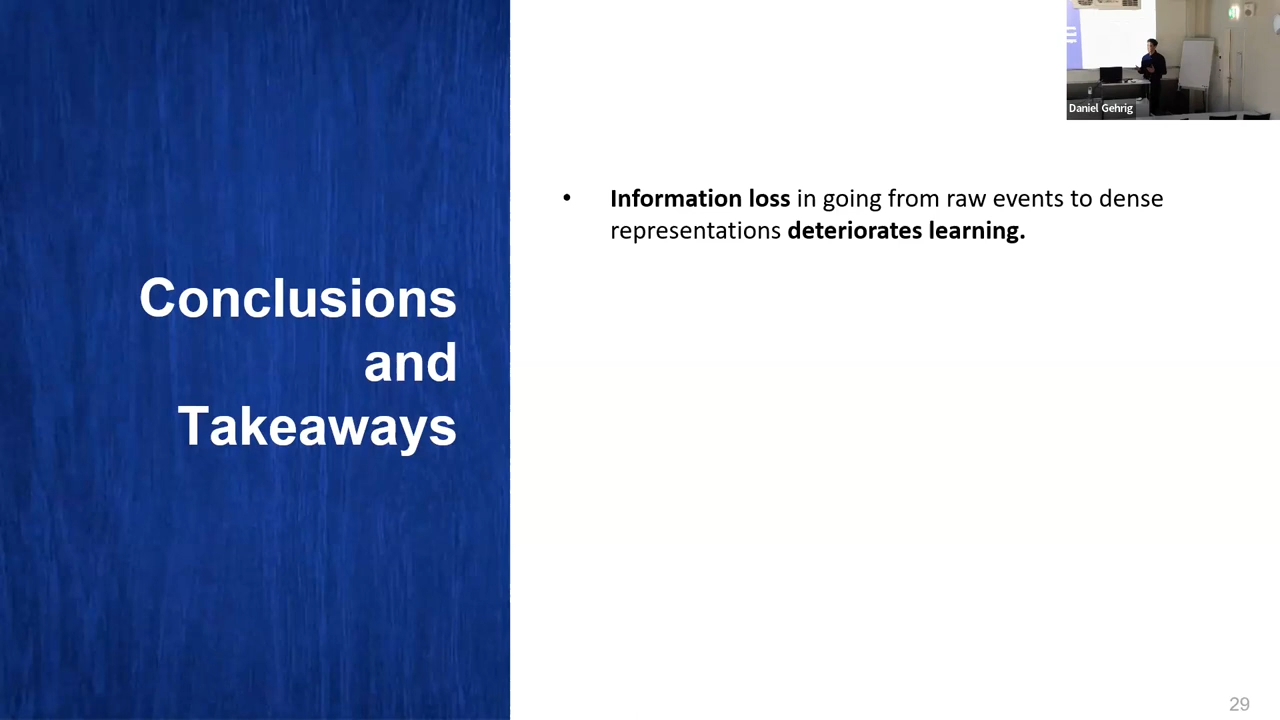 Conclusions
and
Takeaways
• Information loss in going from raw events to dense
representations deteriorates learning.
Daniel Gehrig
29